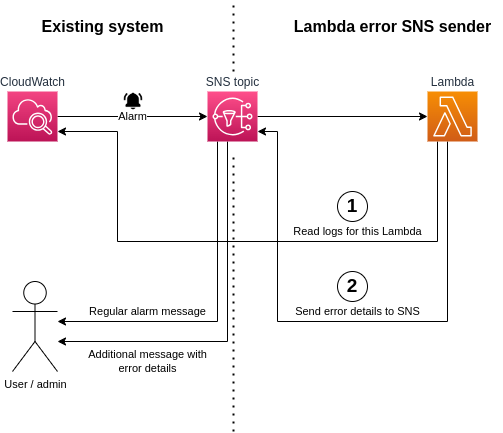 Existing system
Lambda error SNS sender
CloudWatch
SNS topic
Lambda
Alarm
1
Read logs for this Lambda
2
Send error details to SNS
Regular alarm message
Additional message with
error details
User / admin